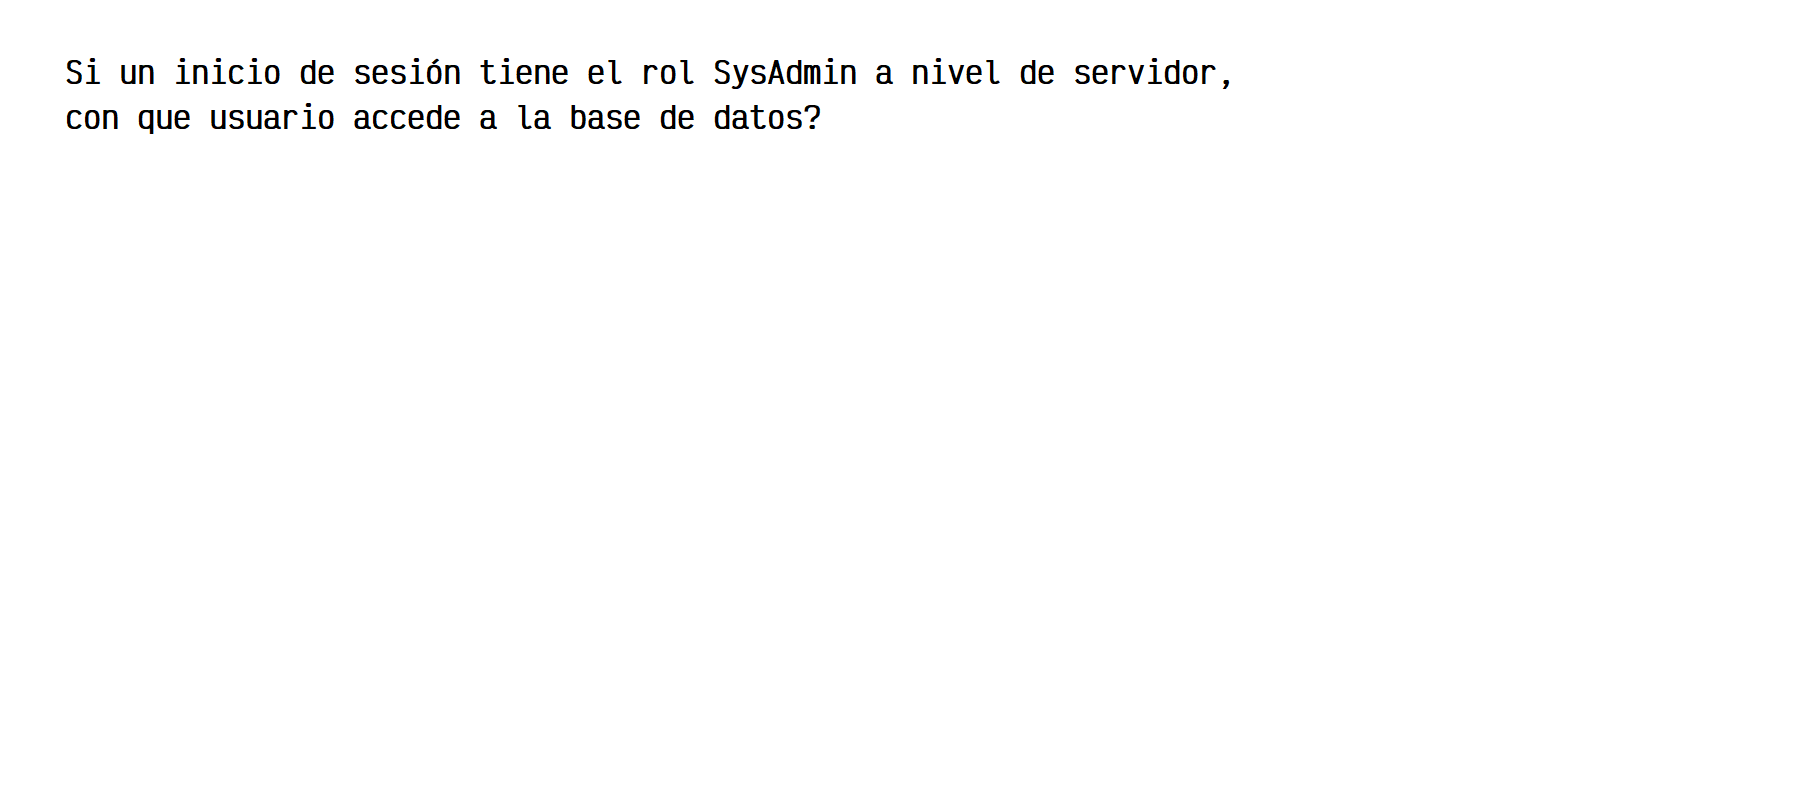 Si un inicio de sesión tiene el rol SysAdmin a nivel de servidor,
con que usuario accede a la base de datos?